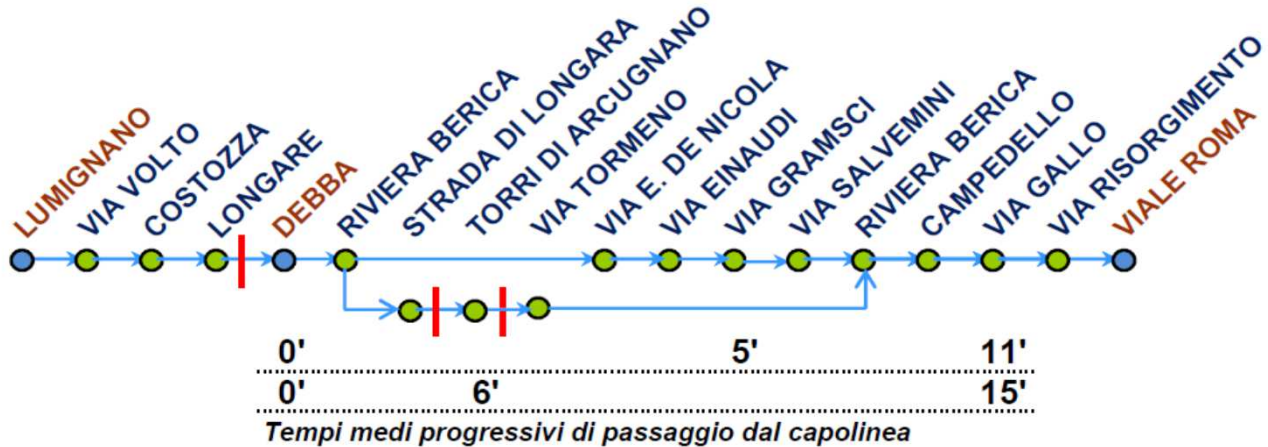 LUMIGNANO
VIA VOLTO
COSTOZZA
LONGARE
DEBBA
RIVIERA BERICA
STRADA DI LONGARA
TORRI DI ARCUGNANO
VIA TORMENO
VIA E. DE NICOLA
VIA EINAUDI
VIA GRAMSCI
VIA SALVEMINI
RIVIERA BERICA
CAMPEDELLO
VIA GALLO
VIA RISORGIMENTO
VIALE ROMA
0' 5' 11'
0' 6' 15'
Tempi medi progressivi di passaggio dal capolinea